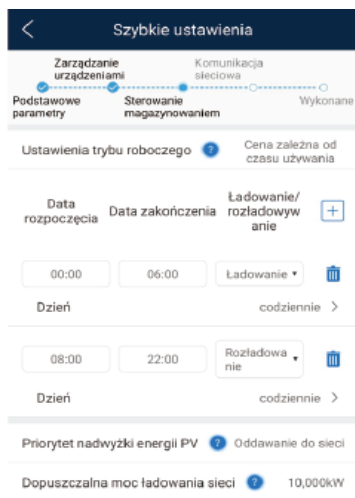 Szybkie ustawienia
Zarządzanie
urządzeniami
Komunikacja
sieciowa
Podstawowe
parametry
Sterowanie
magazynowaniem
Wykonane
Ustawienia trybu roboczego ?
Cena zależna od
czasu używania
Data
rozpoczęcia
Data zakończenia
Ładowanie/
rozładowyw
anie
00:00 06:00 Ładowanie
Dzień codziennie
08:00 22:00 Rozładowa
nie
Dzień codziennie
Priorytet nadwyżki energii PV ? Oddawanie do sieci
Dopuszczalna moc ładowania sieci ? 10,000kW